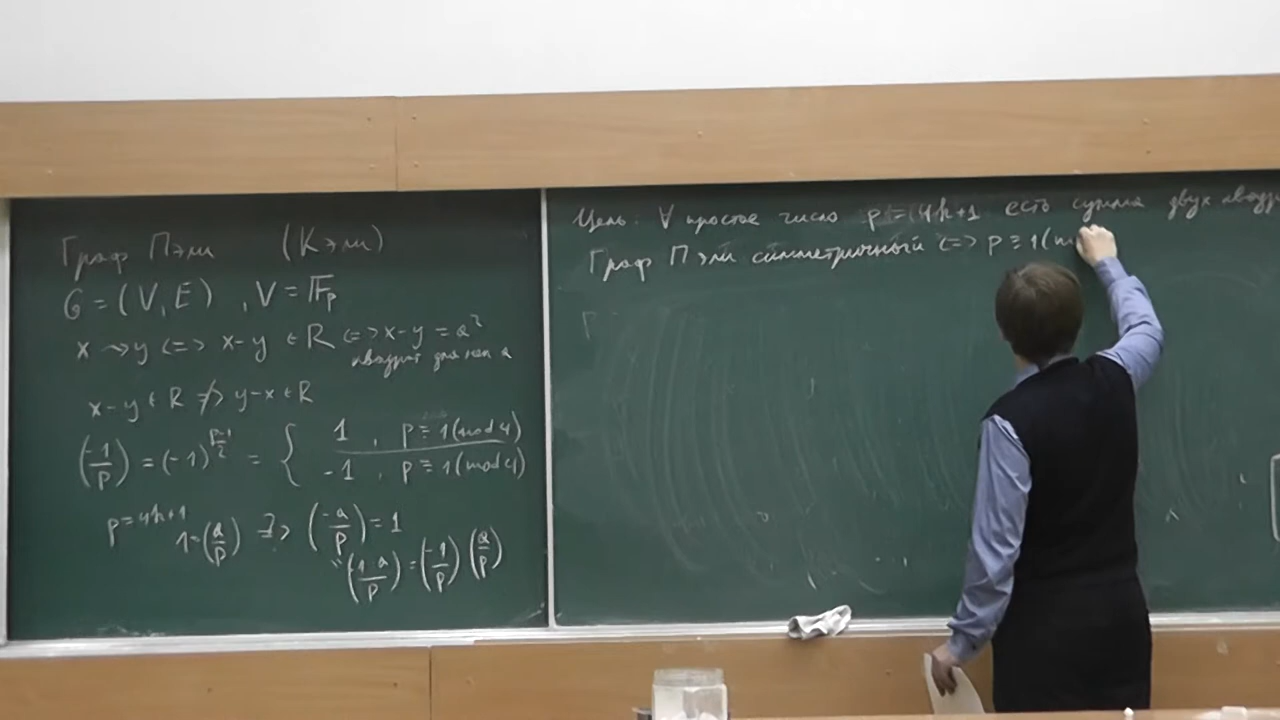 Граф Пэли (Кэли)
G = (V, E) , V = 𝔽p
x ~> y <=> x-y ∈ R <=> x-y = a²
квадрат для нек a
x-y ∈ R ≠> y-x ∈ R
(-1/p) = (-1)^((p-1)/2) = { 1 , p ≡ 1 (mod 4)
-1 , p ≡ 1 (mod 4)
p = 4k+1
1 = (a/p) => (-a/p) = 1
" (-1·a/p) = (-1/p) (a/p)
Цель: ∀ простое число p = 4k+1 есть сумма двух
Граф Пэли симметричный <=> p ≡ 1 (m